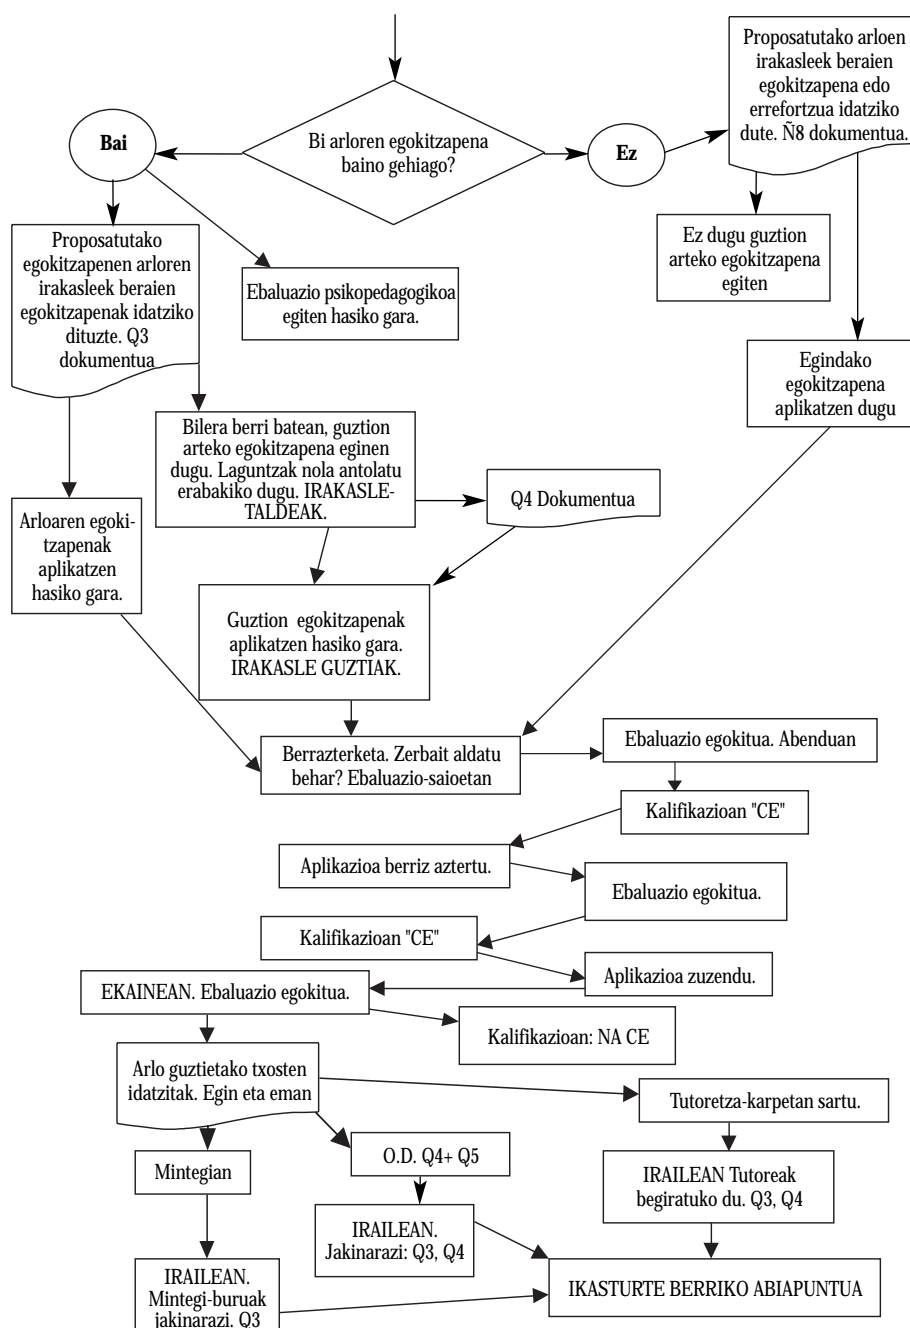 Proposatutako arloen
irakasleek beraien
egokitzapena edo
errefortzua idatziko
dute. Ñ8 dokumentua.
Bi arloren egokitzapena
baino gehiago?
Bai
Ez
Proposatutako
egokitzapenen arloren
irakasleek beraien
egokitzapenak idatziko
dituzte. Q3
dokumentua
Ebaluazio psikopedagogikoa
egiten hasiko gara.
Ez dugu guztion
arteko egokitzapena
egiten
Egindako
egokitzapena
aplikatzen dugu
Bilera berri batean, guztion
arteko egokitzapena eginen
dugu. Laguntzak nola antolatu
erabakiko dugu. IRAKASLE-
TALDEAK.
Q4 Dokumentua
Arloaren egoki-
tzapenak
aplikatzen
hasiko gara.
Guztion egokitzapenak
aplikatzen hasiko gara.
IRAKASLE GUZTIAK.
Berrazterketa. Zerbait aldatu
behar? Ebaluazio-saioetan
Ebaluazio egokitua. Abenduan
Kalifikazioan "CE"
Aplikazioa berriz aztertu.
Ebaluazio egokitua.
Kalifikazioan "CE"
Aplikazioa zuzendu.
EKAINEAN. Ebaluazio egokitua.
Kalifikazioan: NA CE
Arlo guztietako txosten
idatzitak. Egin eta eman
Tutoretza-karpetan sartu.
Mintegian
O.D. Q4+ Q5
IRAILEAN Tutoreak
begiratuko du. Q3, Q4
IRAILEAN.
Jakinarazi: Q3, Q4
IRAILEAN.
Mintegi-buruak
jakinarazi. Q3
IKASTURTE BERRIKO ABIAPUNTUA